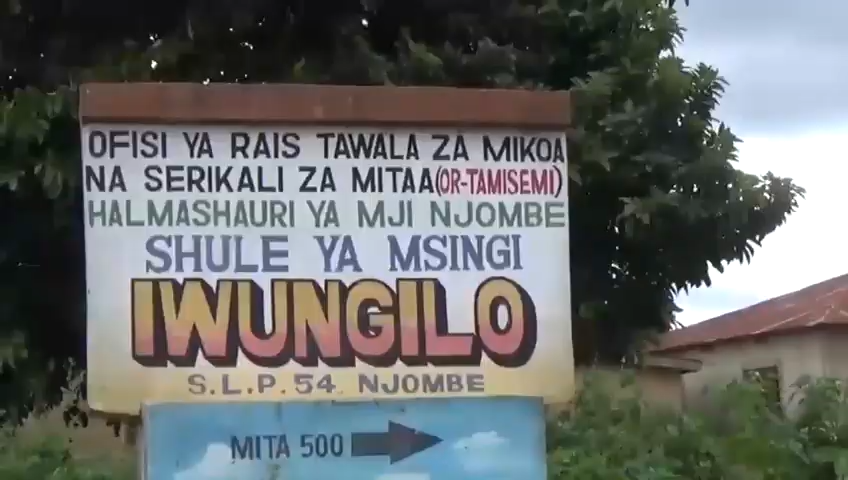 OFISI YA RAIS TAWALA ZA MIKOA
NA SERIKALI ZA MITAA(OR-TAMISEMI)
HALMASHAURI YA MJI NJOMBE
SHULE YA MSINGI
IWUNGILO
S.L.P. 54 NJOMBE
MITA 500